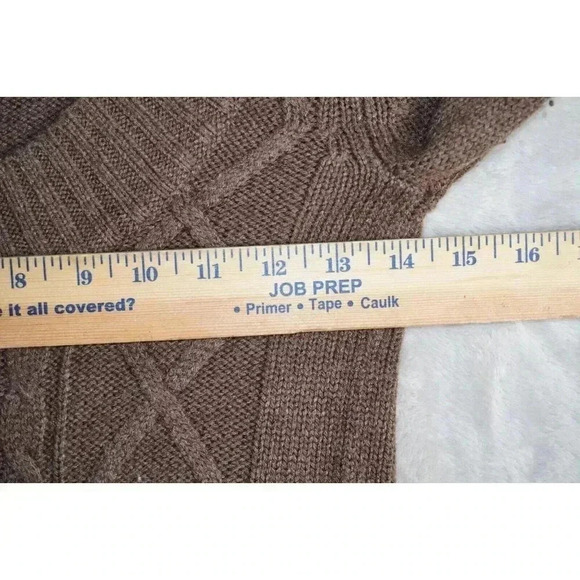 8 9 10 11 12 13 14 15 16
JOB PREP
it all covered? • Primer • Tape • Caulk